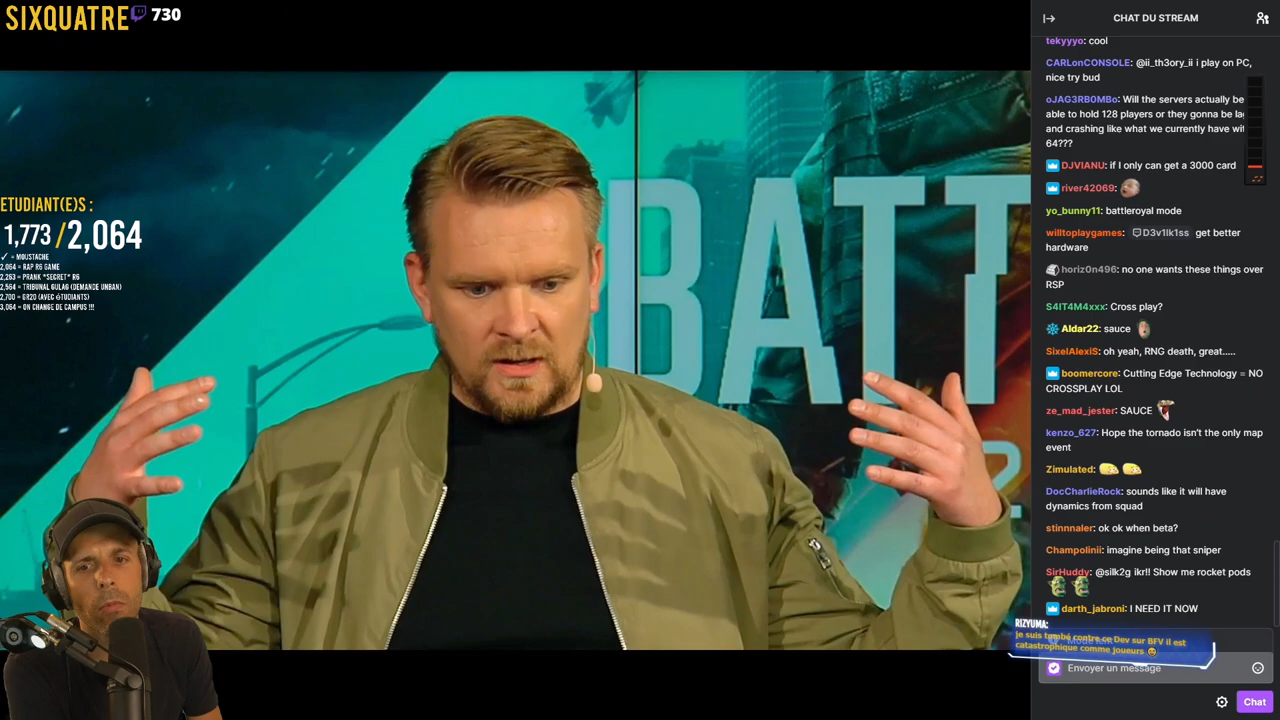 SIXQUATRE 730
ETUDIANT(E)S :
1,773 / 2,064
✓ = MOUSTACHE
2,064 = RAP R6 GAME
2,263 = PRANK *SECRET* R6
2,564 = TRIBUNAL GULAG (DEMANDE UNBAN)
2,700 = GR20 (AVEC ÉTUDIANTS)
3,064 = ON CHANGE DE CAMPUS !!!
BATT
2
CHAT DU STREAM
tekyyyo: cool
CARLonCONSOLE: @ii_th3ory_ii i play on PC,
nice try bud
oJAG3RB0MBo: Will the servers actually be
able to hold 128 players or they gonna be
and crashing like what we currently have
64???
DJVIANU: if I only can get a 3000 card
river42069:
yo_bunny11: battleroyal mode
willtoplaygames: D3v1lk1ss get better
hardware
horiz0n496: no one wants these things over
RSP
S4IT4M4xxx: Cross play?
Aldar22: sauce
SixelAlexiS: oh yeah, RNG death, great.....
boomercore: Cutting Edge Technology = NO
CROSSPLAY LOL
ze_mad_jester: SAUCE
kenzo_627: Hope the tornado isn't the only map
event
Zimulated:
DocCharlieRock: sounds like it will have
dynamics from squad
stinnnaler: ok ok when beta?
Champolinii: imagine being that sniper
SirHuddy: @silk2g ikr!! Show me rocket pods
darth_jabroni: I NEED IT NOW
RIZYUMA:
je suis tombé contre ce Dev sur BFV il est
catastrophique comme joueurs
Envoyer un message
Chat